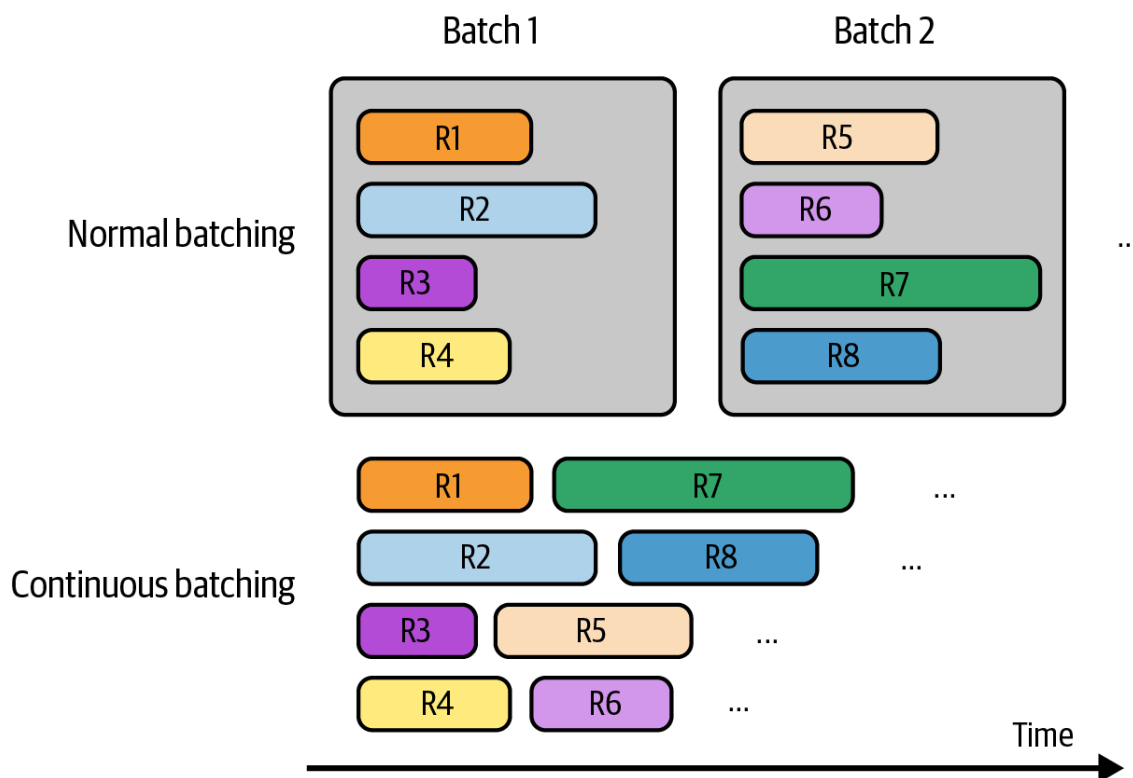 Batch 1
Batch 2
R1
R5
R2
R6
Normal batching
..
R3
R7
R4
R8
R1
R7
...
R2
R8
...
Continuous batching
R3
R5
...
R4
R6
...
Time